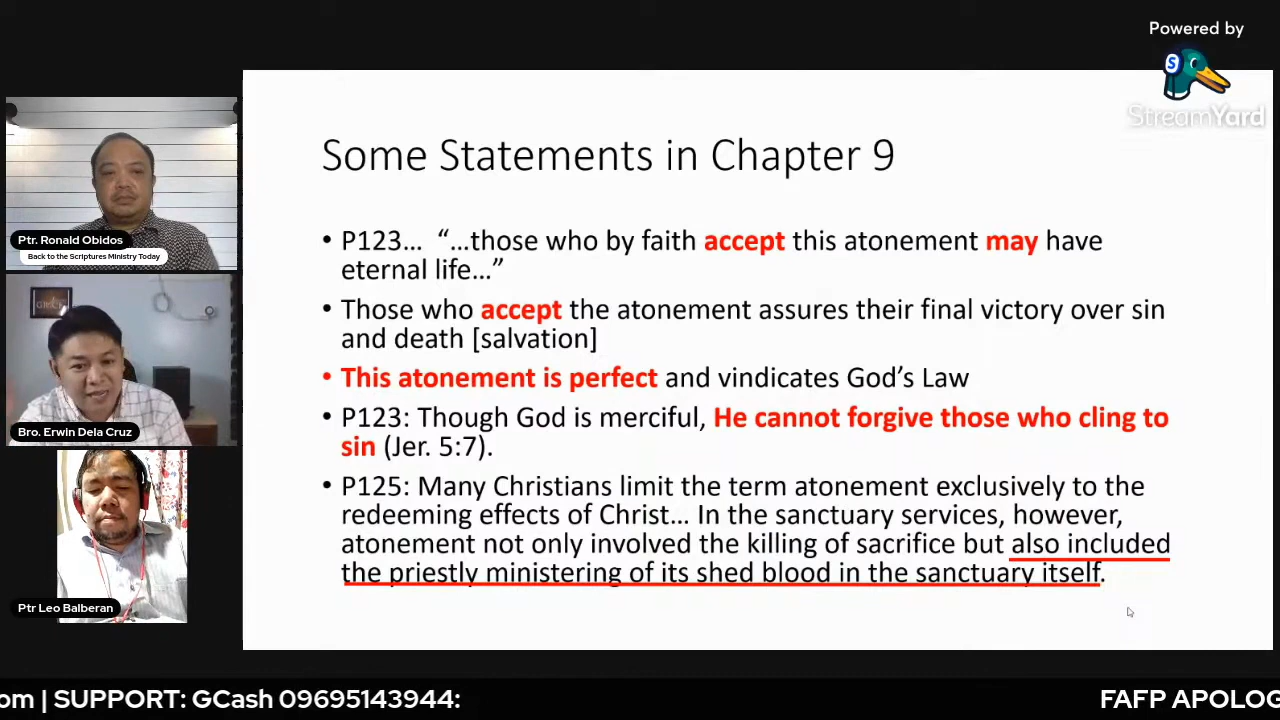 Powered by
S
StreamYard
Some Statements in Chapter 9
• P123… “…those who by faith accept this atonement may have
eternal life…”
• Those who accept the atonement assures their final victory over sin
and death [salvation]
• This atonement is perfect and vindicates God’s Law
• P123: Though God is merciful, He cannot forgive those who cling to
sin (Jer. 5:7).
• P125: Many Christians limit the term atonement exclusively to the
redeeming effects of Christ… In the sanctuary services, however,
atonement not only involved the killing of sacrifice but also included
the priestly ministering of its shed blood in the sanctuary itself.
Ptr. Ronald Obidos
Back to the Scriptures Ministry Today
Bro. Erwin Dela Cruz
Ptr Leo Balberan
om | SUPPORT: GCash 09695143944:
FAFP APOLOG